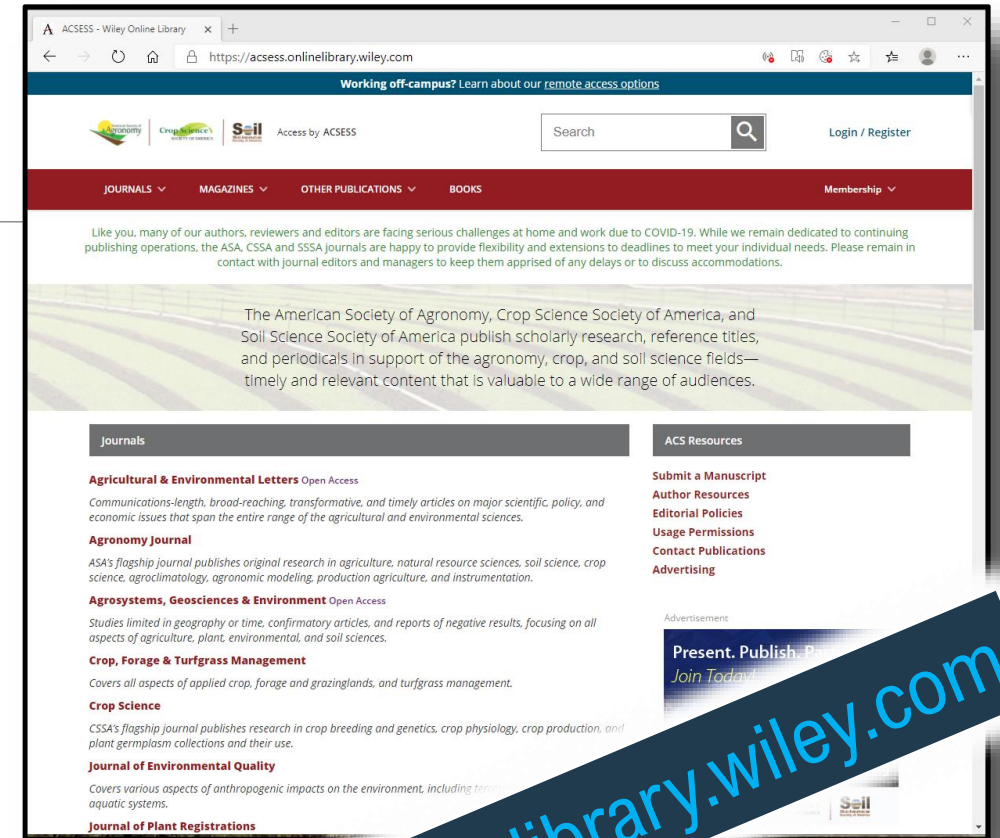 ACSESS - Wiley Online Library
https://acsess.onlinelibrary.wiley.com
Working off-campus? Learn about our remote access options
Agronomy
Crop Science
Soil
Access by ACSESS
Search
Login / Register
JOURNALS
MAGAZINES
OTHER PUBLICATIONS
BOOKS
Membership
Like you, many of our authors, reviewers and editors are facing serious challenges at home and work due to COVID-19. While we remain dedicated to continuing
publishing operations, the ASA, CSSA and SSSA journals are happy to provide flexibility and extensions to deadlines to meet your individual needs. Please remain in
contact with journal editors and managers to keep them apprised of any delays or to discuss accommodations.
The American Society of Agronomy, Crop Science Society of America, and
Soil Science Society of America publish scholarly research, reference titles,
and periodicals in support of the agronomy, crop, and soil science fields—
timely and relevant content that is valuable to a wide range of audiences.
Journals
Agricultural & Environmental Letters Open Access
Communications-length, broad-reaching, transformative, and timely articles on major scientific, policy, and
economic issues that span the entire range of the agricultural and environmental sciences.
Agronomy Journal
ASA's flagship journal publishes original research in agriculture, natural resource sciences, soil science, crop
science, agroclimatology, agronomic modeling, production agriculture, and instrumentation.
Agrosystems, Geosciences & Environment Open Access
Studies limited in geography or time, confirmatory articles, and reports of negative results, focusing on all
aspects of agriculture, plant, environmental, and soil sciences.
Crop, Forage & Turfgrass Management
Covers all aspects of applied crop, forage and grazinglands, and turfgrass management.
Crop Science
CSSA's flagship journal publishes research in crop breeding and genetics, crop physiology, crop production, and
plant germplasm collections and their use.
Journal of Environmental Quality
Covers various aspects of anthropogenic impacts on the environment, including
aquatic systems.
Journal of Plant Registrations
ACS Resources
Submit a Manuscript
Author Resources
Editorial Policies
Usage Permissions
Contact Publications
Advertising
Advertisement
Present. Publish.
Join Today!
library.wiley.com
Soil